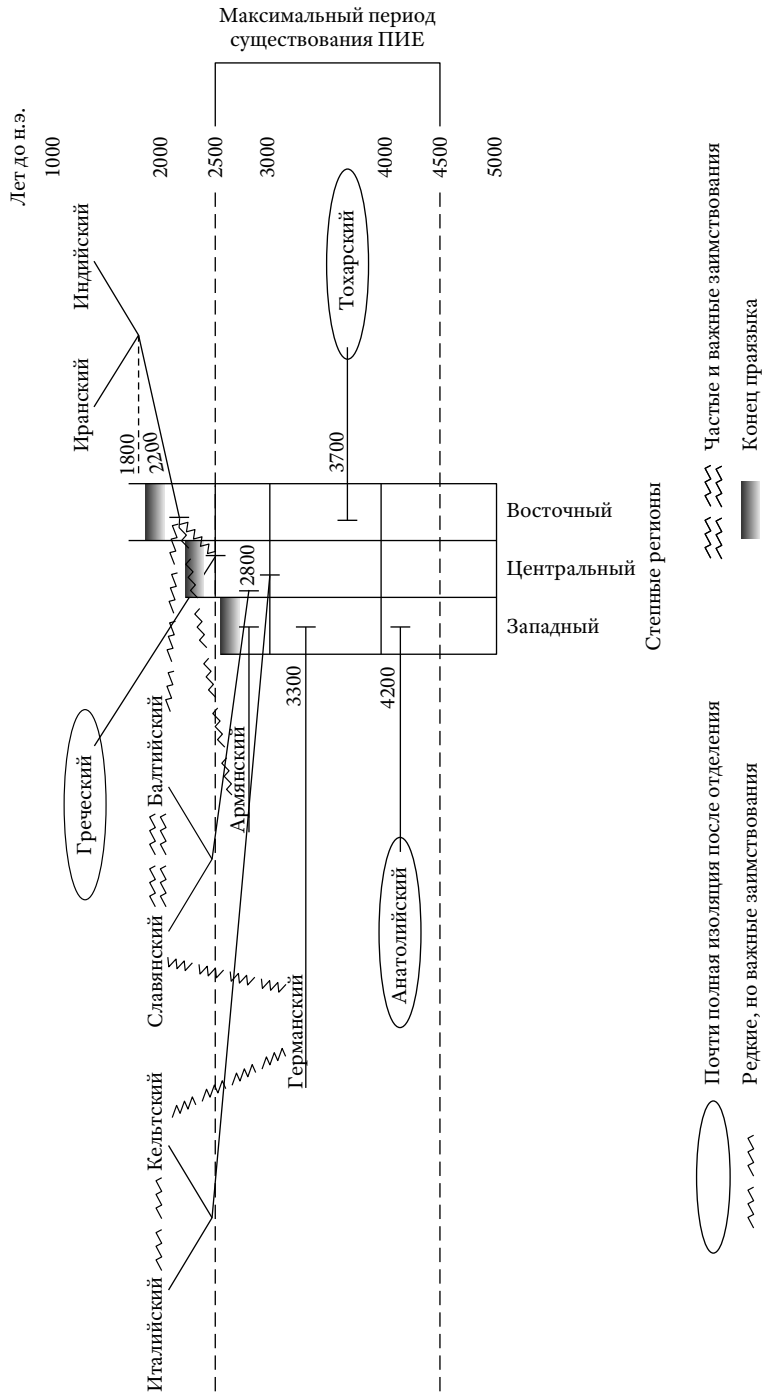 Лет до н.э.
1000
2000
2500
3000
4000
4500
5000
Максимальный период
существования ПИЕ
Италийский
Кельтский
Славянский
Балтийский
Греческий
Иранский
Индийский
Германский
Армянский
Анатолийский
Тохарский
1800
2200
2800
3300
3700
4200
Западный
Центральный
Восточный
Степные регионы
Почти полная изоляция после отделения
Редкие, но важные заимствования
Частые и важные заимствования
Конец праязыка